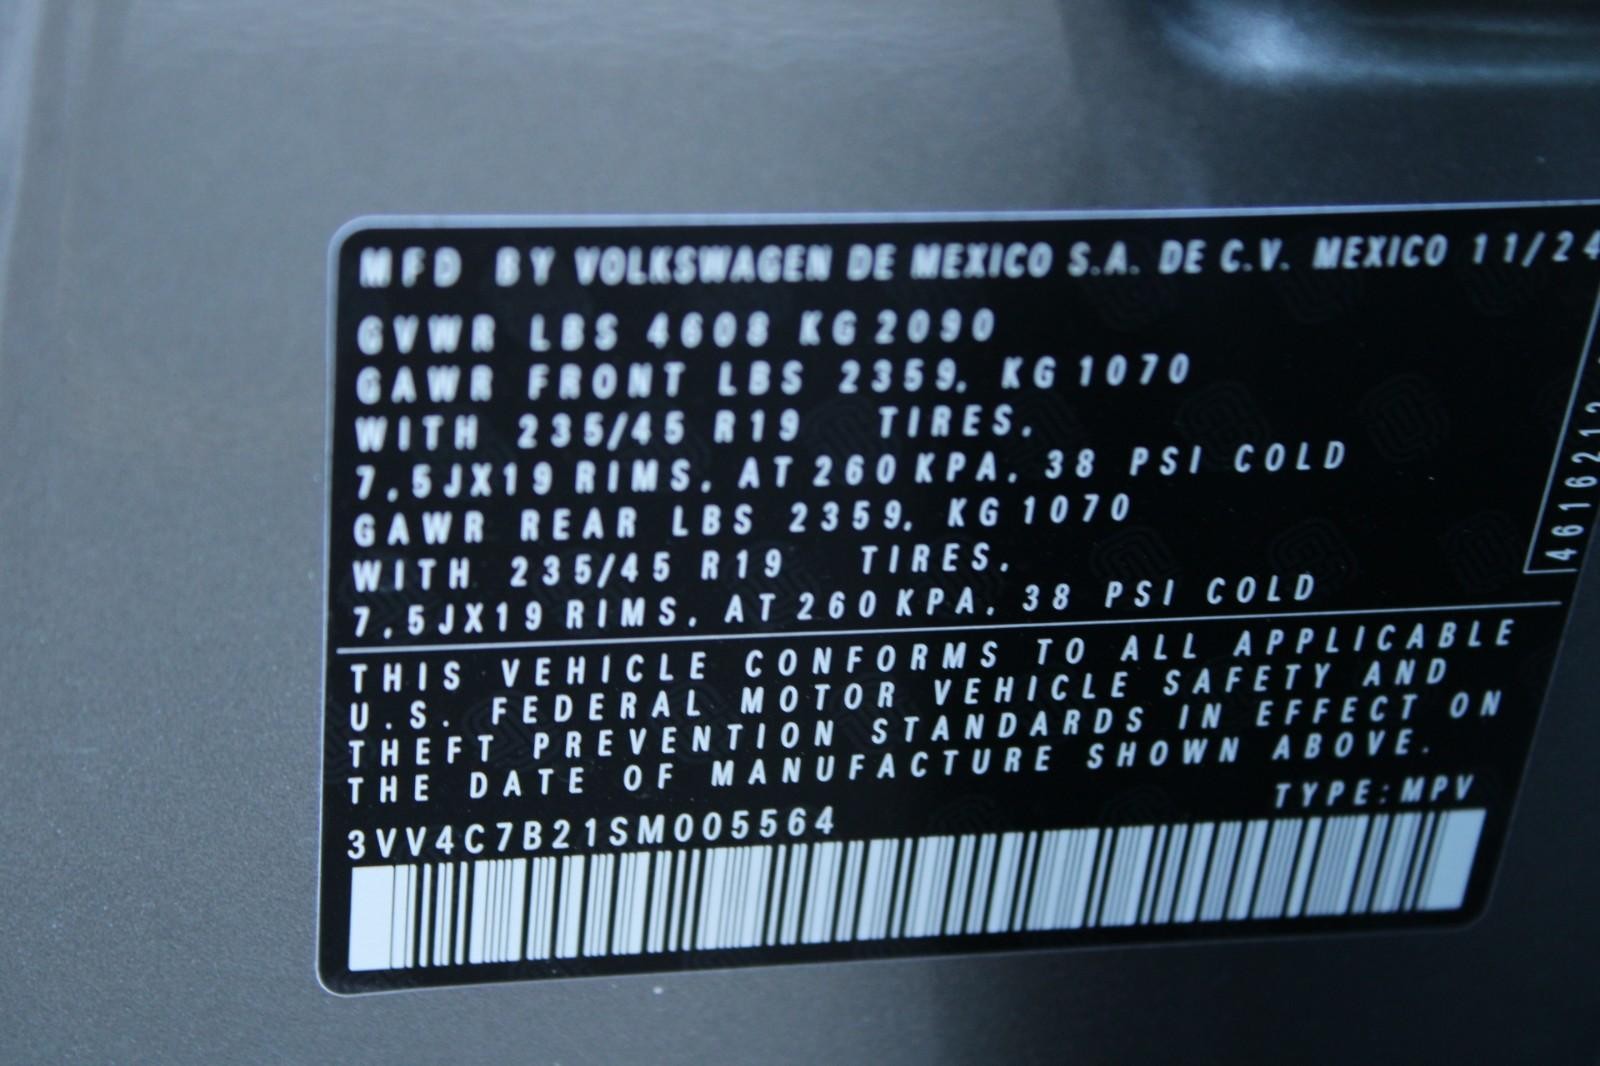 MFD BY VOLKSWAGEN DE MEXICO S.A. DE C.V. MEXICO 11/24
GVWR LBS 4608 KG 2090
GAWR FRONT LBS 2359, KG 1070
WITH 235/45 R19 TIRES,
7,5JX19 RIMS, AT 260 KPA, 38 PSI COLD
GAWR REAR LBS 2359, KG 1070
WITH 235/45 R19 TIRES,
7,5JX19 RIMS, AT 260 KPA, 38 PSI COLD
THIS VEHICLE CONFORMS TO ALL APPLICABLE
U.S. FEDERAL MOTOR VEHICLE SAFETY AND
THEFT PREVENTION STANDARDS IN EFFECT ON
THE DATE OF MANUFACTURE SHOWN ABOVE.
TYPE:MPV
3VV4C7B21SM005564